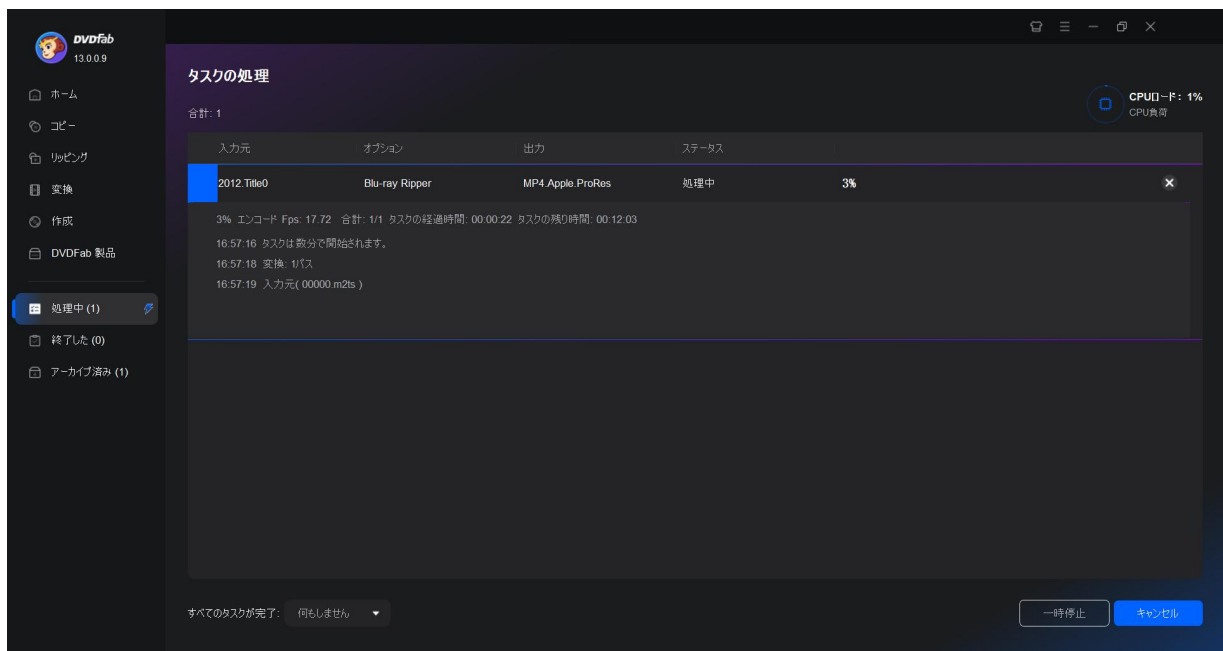 DVDFab
13.0.0.9
ホーム
コピー
リッピング
変換
作成
DVDFab 製品
処理中 (1)
終了した (0)
アーカイブ済み (1)
タスクの処理
合計: 1
CPUロード: 1%
CPU負荷
入力元 オプション 出力 ステータス
2012.Title0 Blu-ray Ripper MP4.Apple.ProRes 処理中 3%
3% エンコード Fps: 17.72 合計: 1/1 タスクの経過時間: 00:00:22 タスクの残り時間: 00:12:03
16:57:16 タスクは数分で開始されます。
16:57:18 変換: 1パス
16:57:19 入力元( 00000.m2ts )
すべてのタスクが完了: 何もしません
一時停止 キャンセル